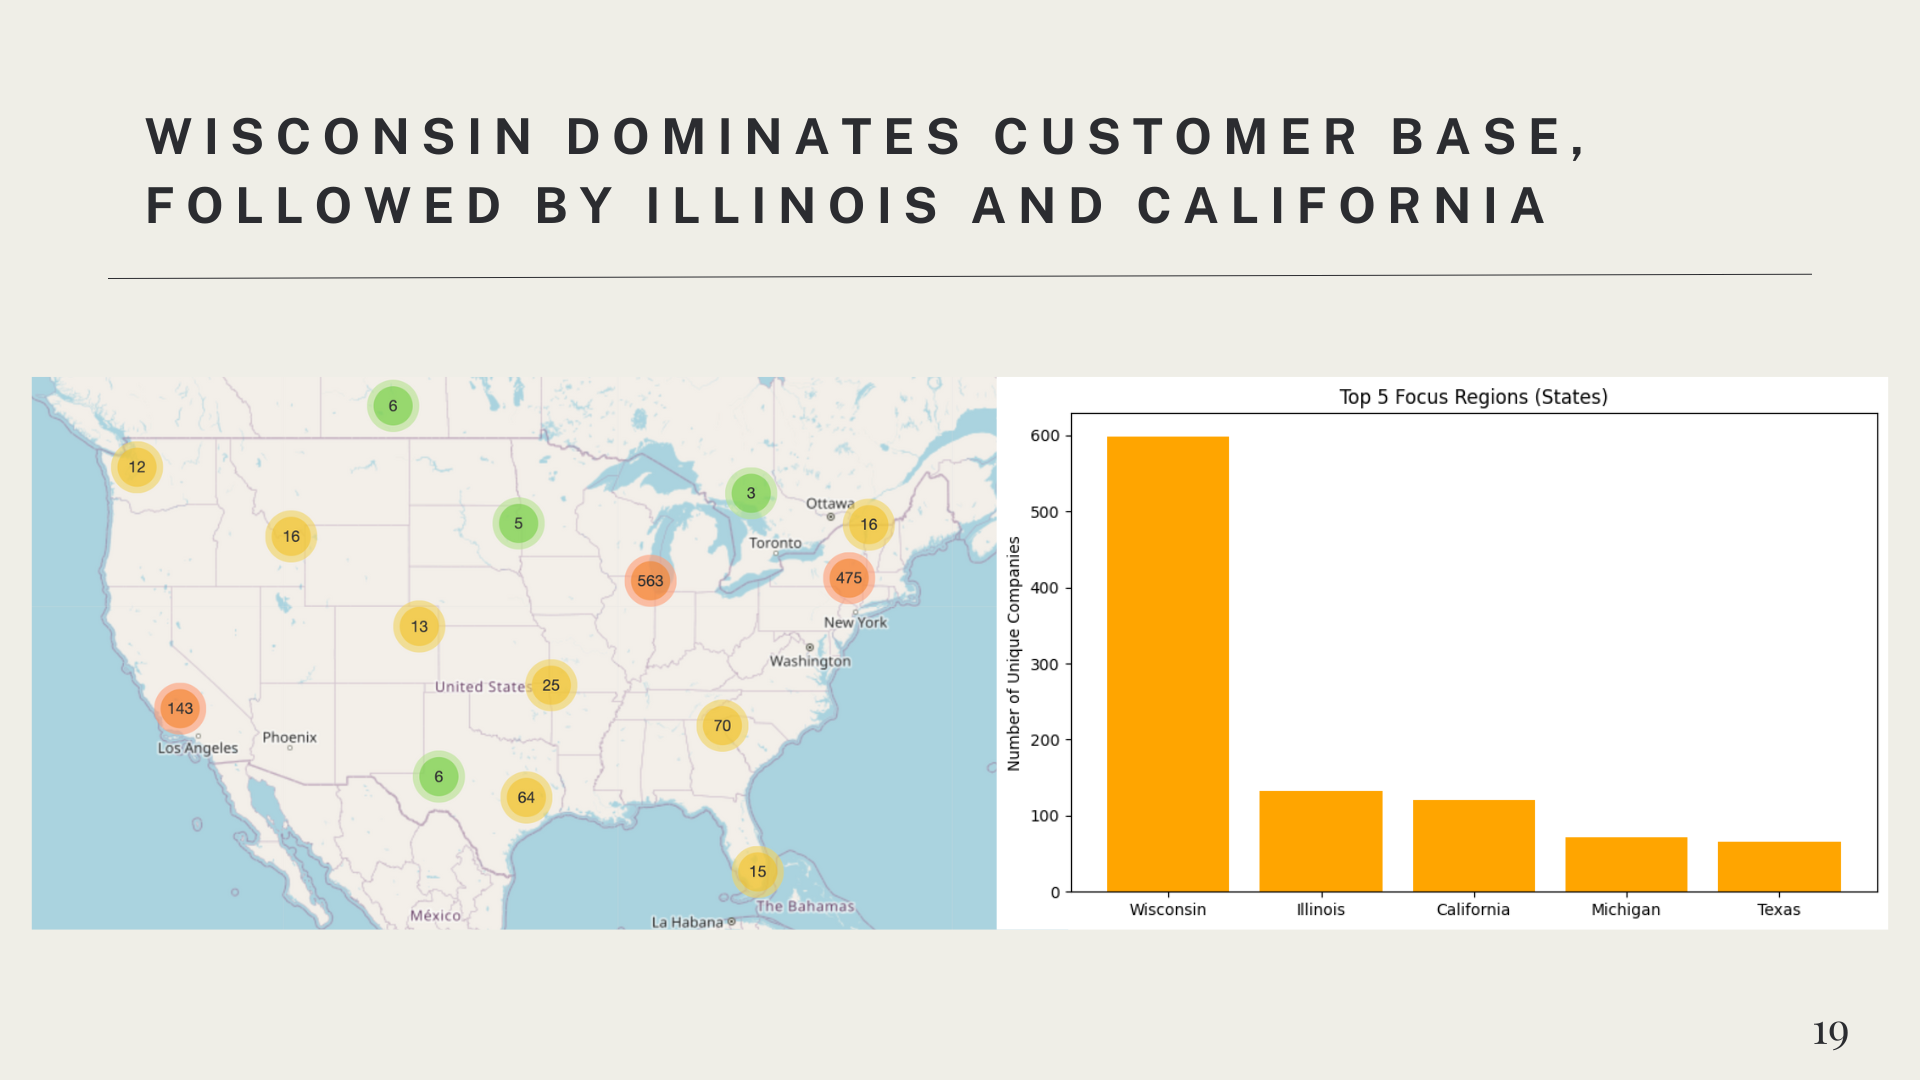 WISCONSIN DOMINATES CUSTOMER BASE,
FOLLOWED BY ILLINOIS AND CALIFORNIA
6
12
3
Ottawa
16
5
16
Toronto
563
475
13
New York
Washington
United States
25
143
70
Phoenix
Los Angeles
6
64
15
The Bahamas
México
La Habana
Top 5 Focus Regions (States)
Number of Unique Companies
600
500
400
300
200
100
0
Wisconsin Illinois California Michigan Texas
19